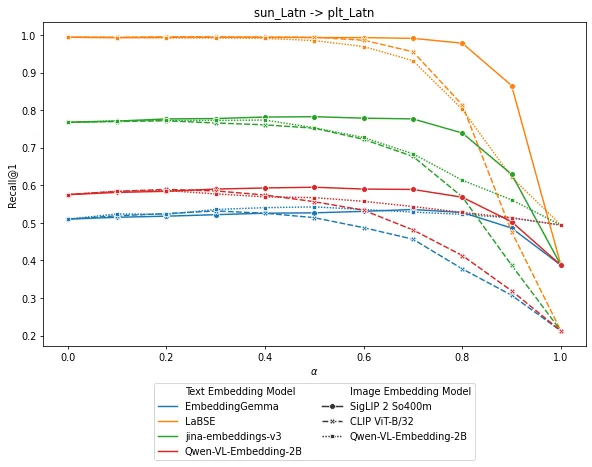 sun_Latn -> plt_Latn
1.0
0.9
0.8
0.7
0.6
0.5
0.4
0.3
0.2
Recall@1
0.0 0.2 0.4 0.6 0.8 1.0
α
Text Embedding Model Image Embedding Model
EmbeddingGemma SigLIP 2 So400m
LaBSE CLIP ViT-B/32
jina-embeddings-v3 Qwen-VL-Embedding-2B
Qwen-VL-Embedding-2B